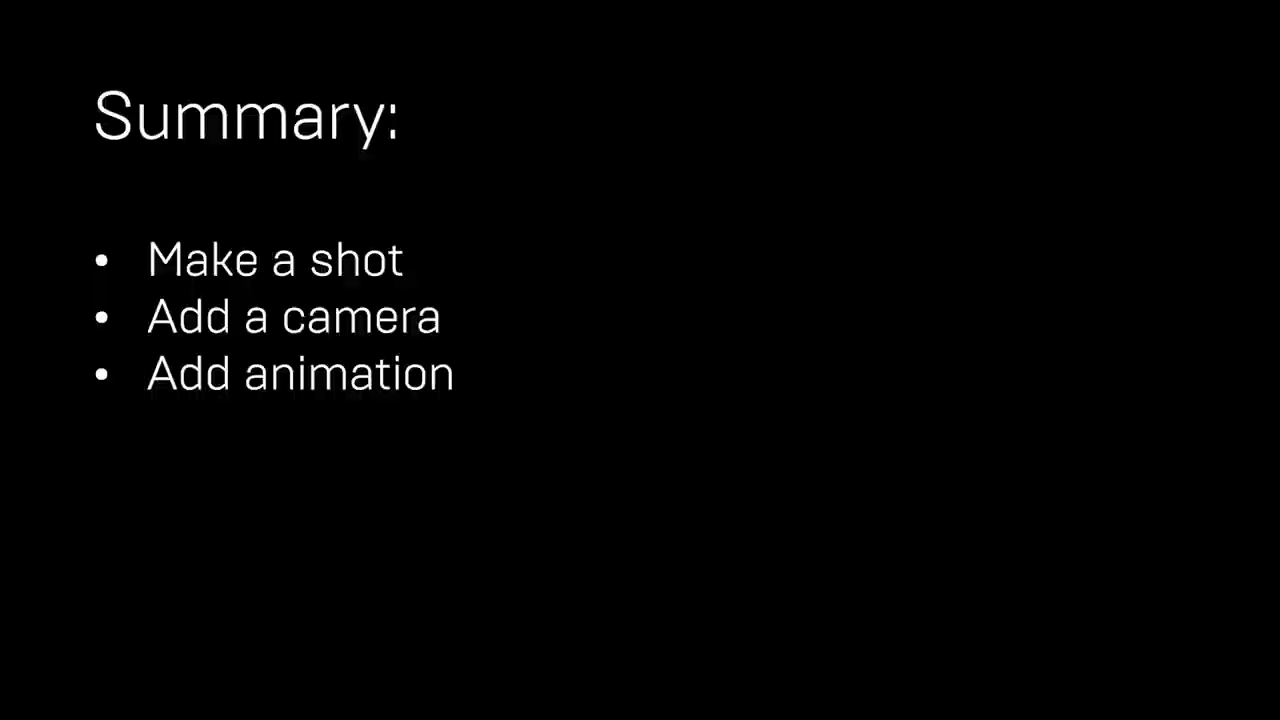 Summary:
• Make a shot
• Add a camera
• Add animation